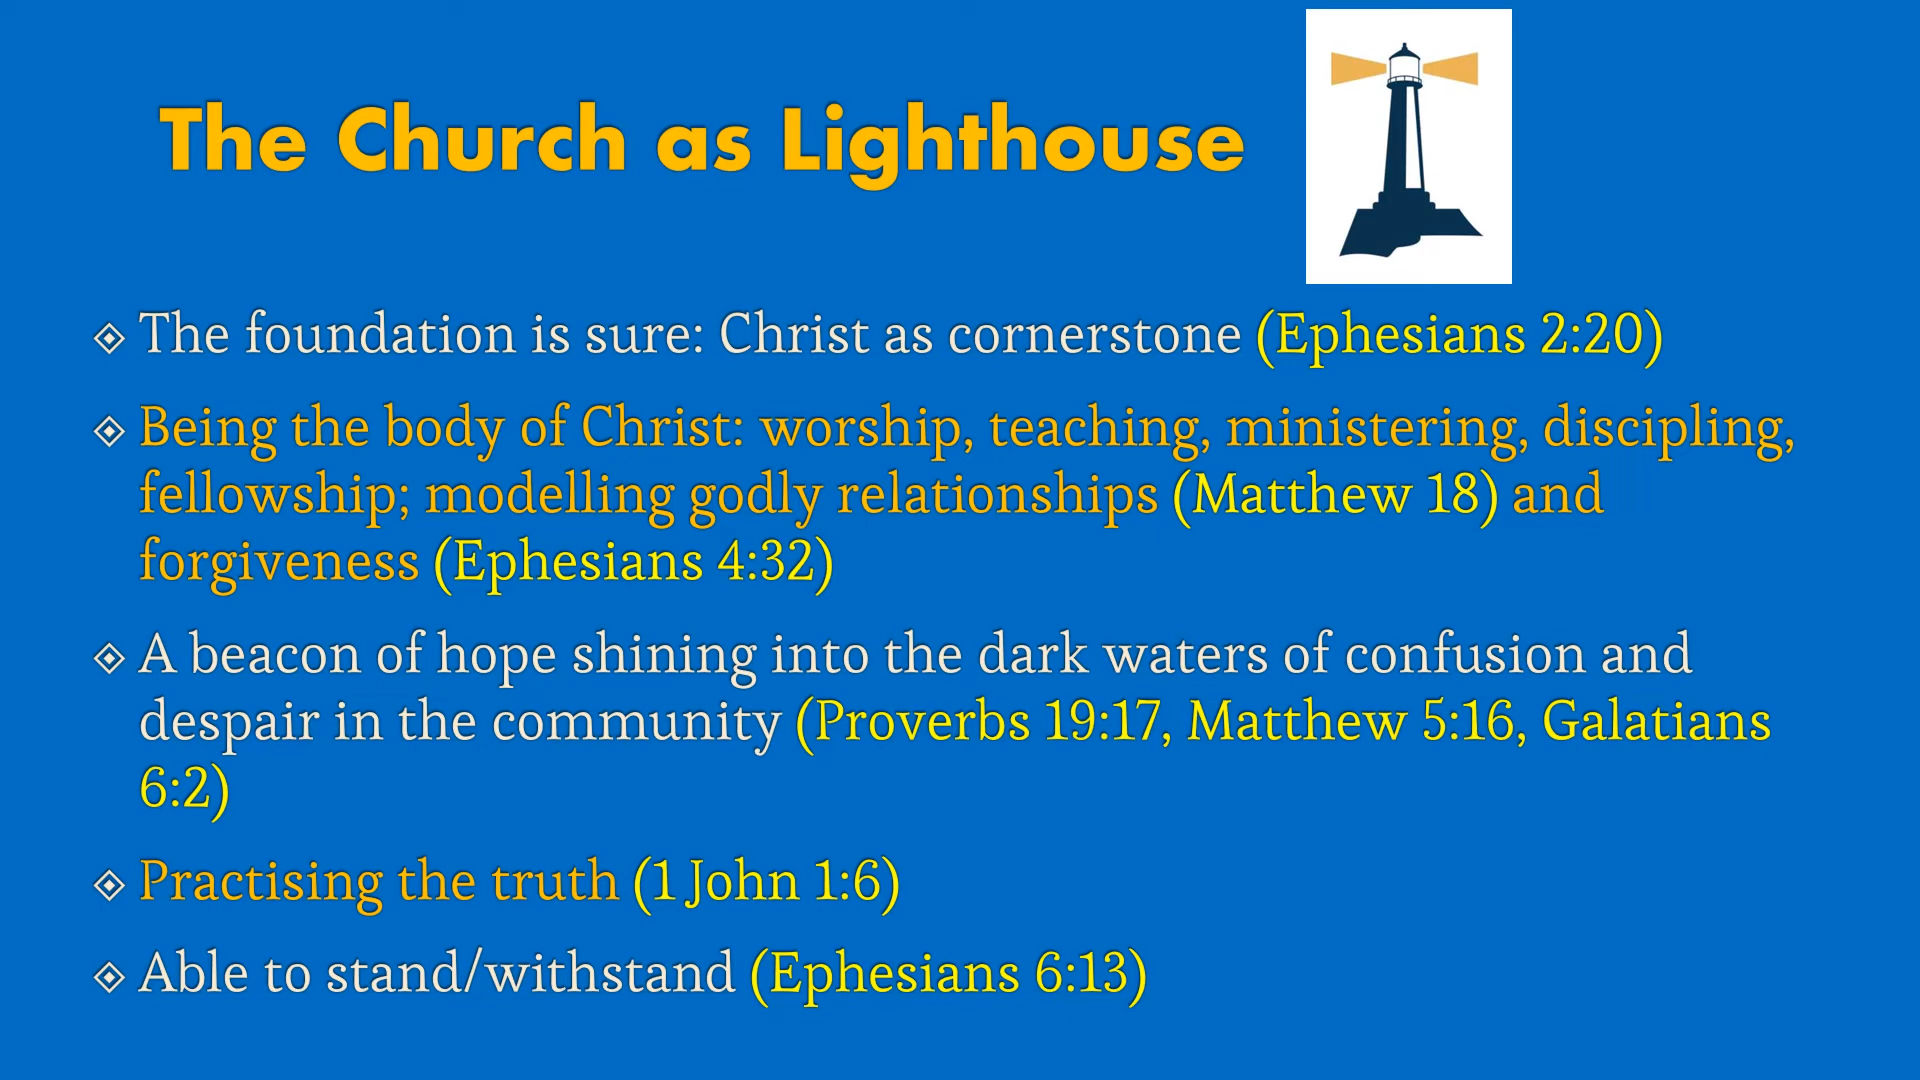 The Church as Lighthouse
The foundation is sure: Christ as cornerstone (Ephesians 2:20)
Being the body of Christ: worship, teaching, ministering, discipling,
fellowship; modelling godly relationships (Matthew 18) and
forgiveness (Ephesians 4:32)
A beacon of hope shining into the dark waters of confusion and
despair in the community (Proverbs 19:17, Matthew 5:16, Galatians
6:2)
Practising the truth (1 John 1:6)
Able to stand/withstand (Ephesians 6:13)